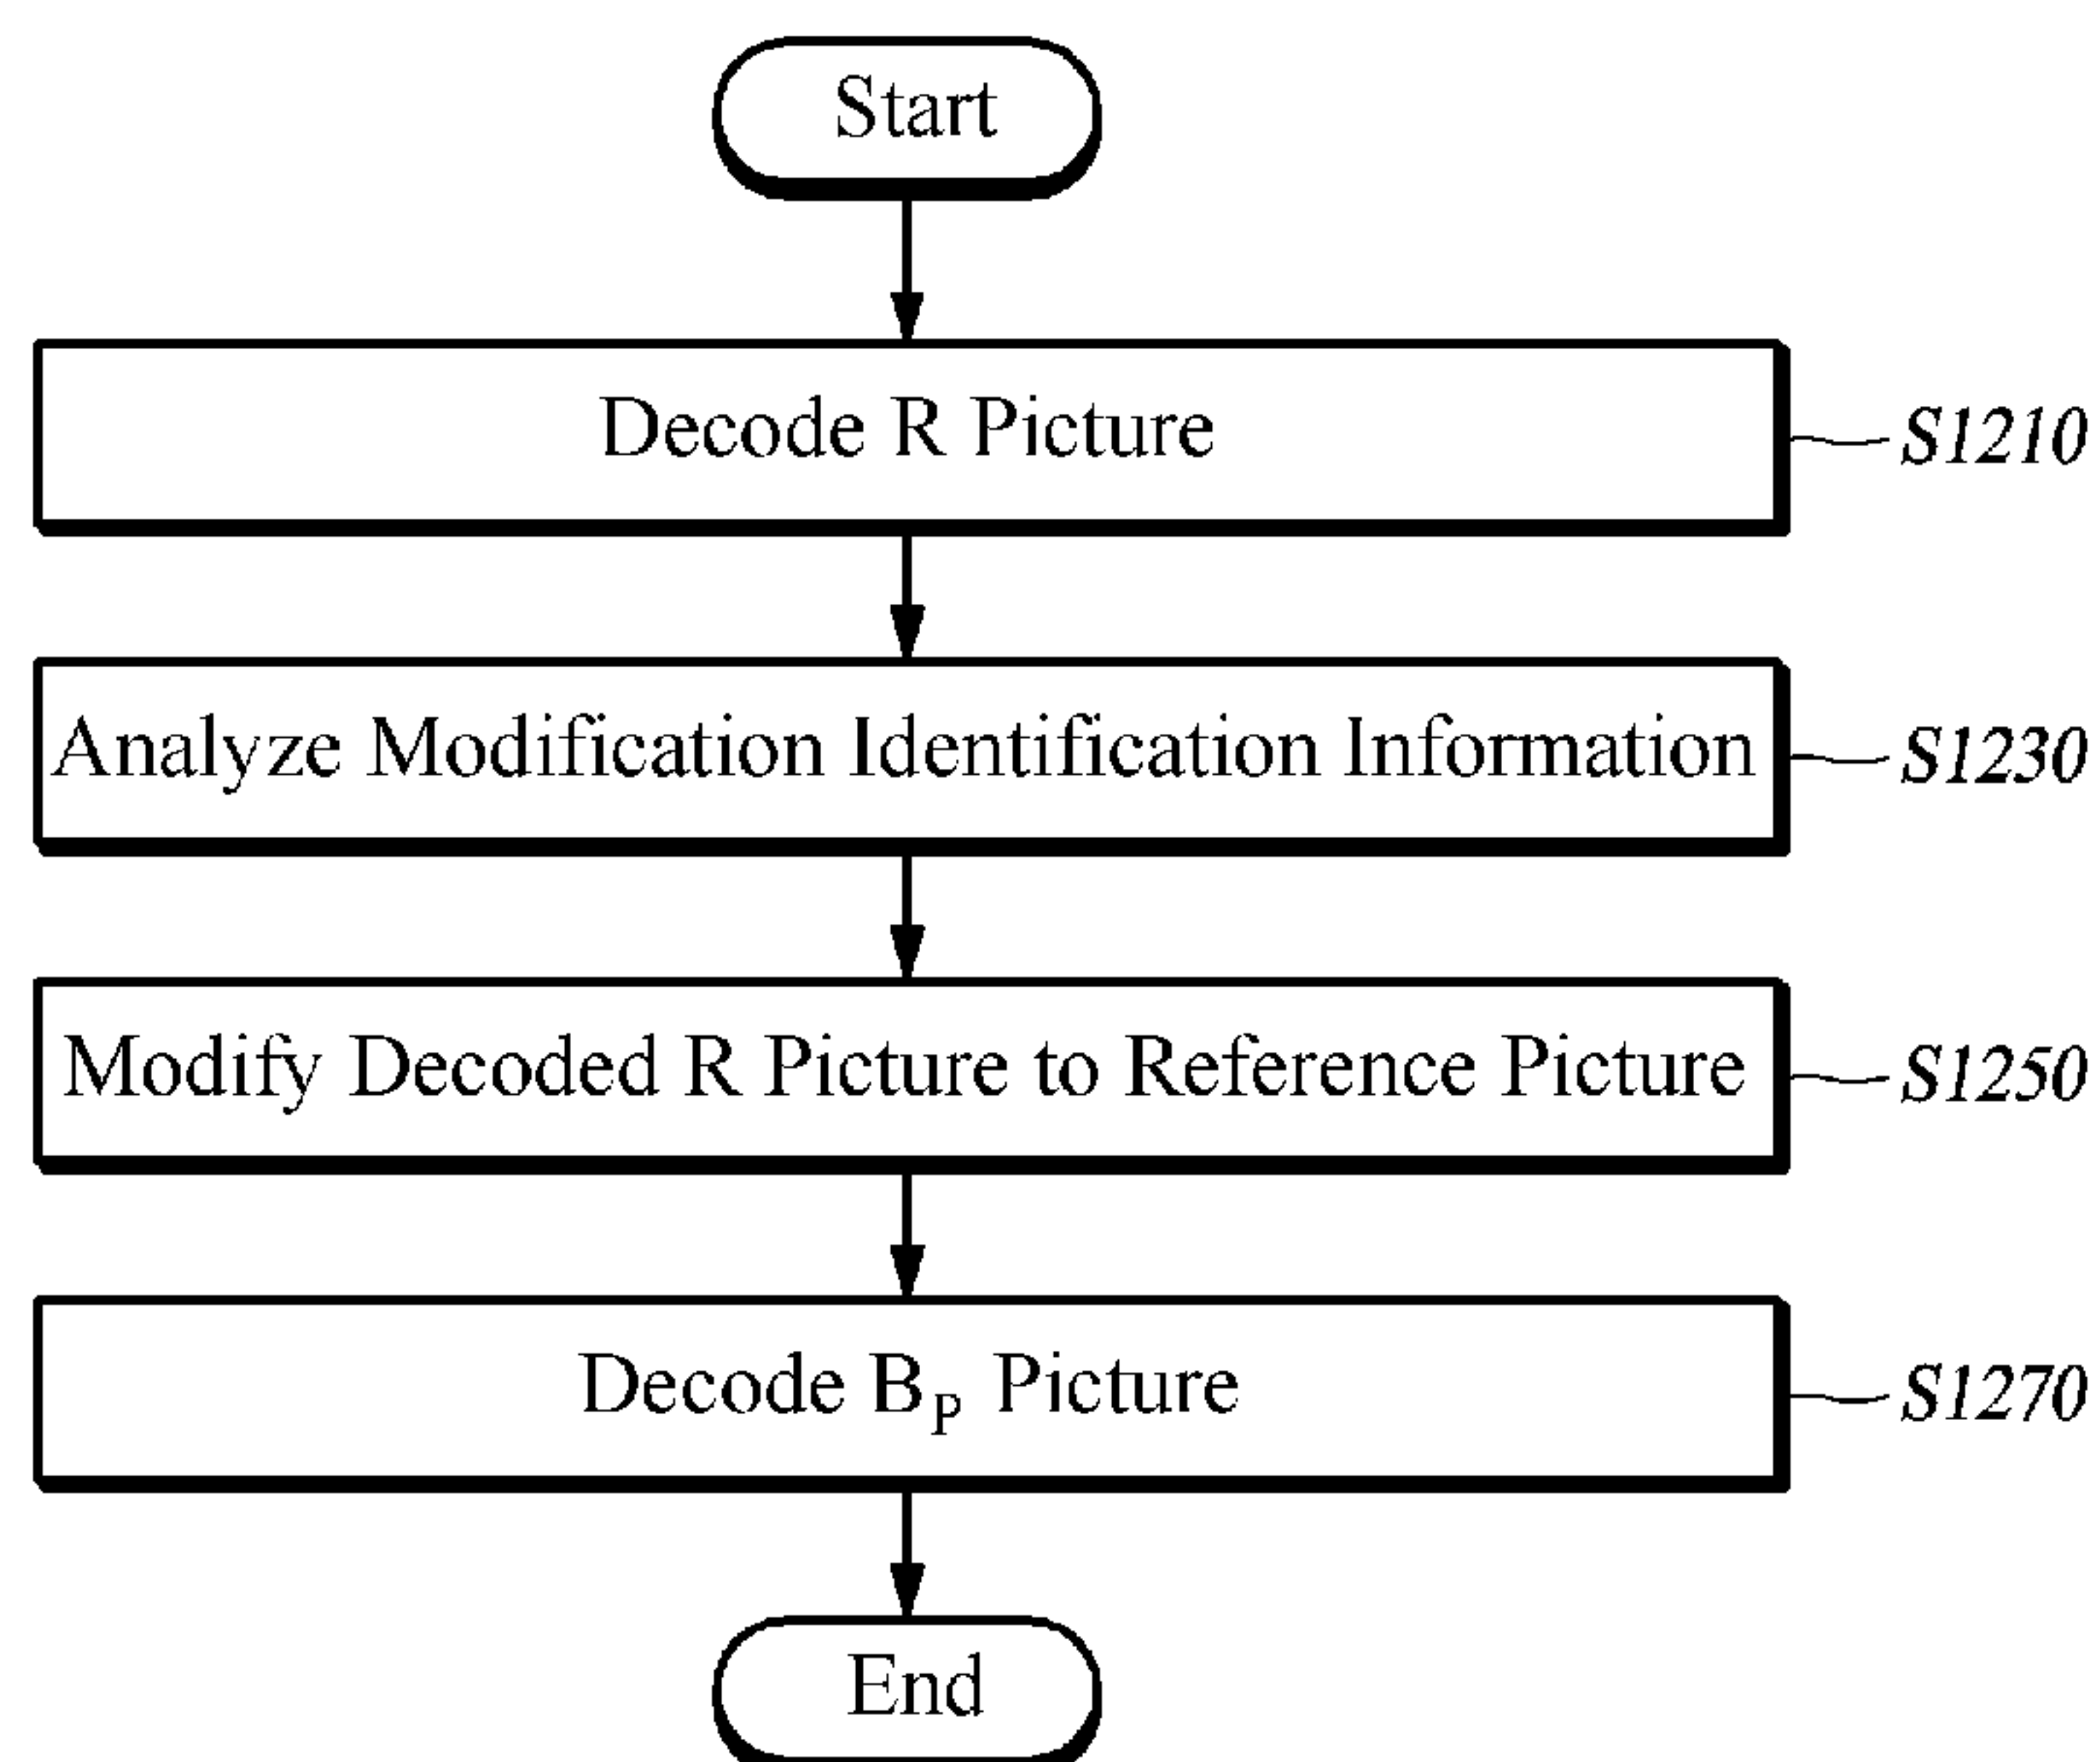 Start
Decode R Picture
S1210
Analyze Modification Identification Information
S1230
Modify Decoded R Picture to Reference Picture
S1250
Decode B_P Picture
S1270
End